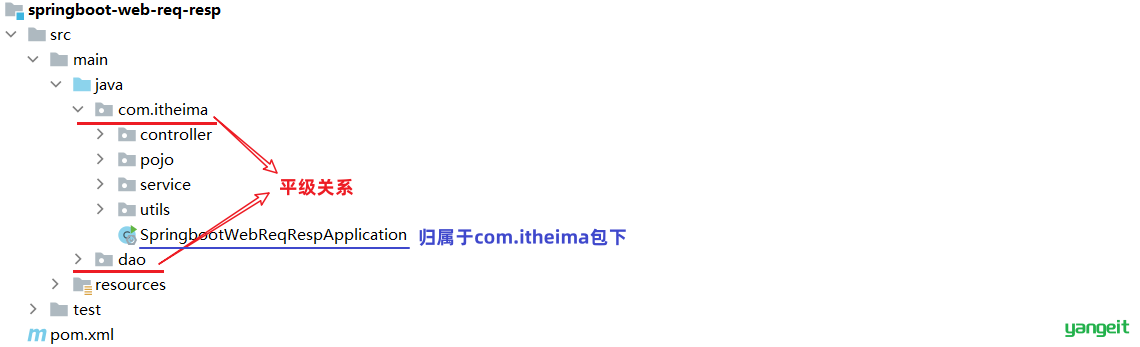 springboot-web-req-resp
src
main
java
com.itheima
controller
pojo
平级关系
service
utils
SpringbootWebReqRespApplication 归属于com.itheima包下
dao
resources
test
pom.xml
yangeit